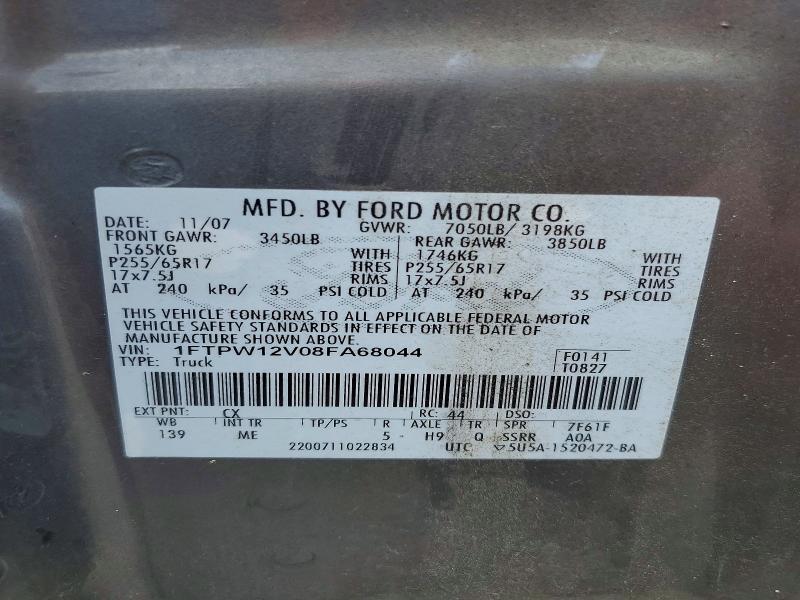 MFD. BY FORD MOTOR CO.
DATE: 11/07 GVWR: 7050LB/ 3198KG
FRONT GAWR: 3450LB REAR GAWR: 3850LB
1565KG WITH 1746KG WITH
P255/65R17 TIRES P255/65R17 TIRES
17x7.5J RIMS 17x7.5J RIMS
AT 240 kPa/ 35 PSI COLD AT 240 kPa/ 35 PSI COLD
THIS VEHICLE CONFORMS TO ALL APPLICABLE FEDERAL MOTOR
VEHICLE SAFETY STANDARDS IN EFFECT ON THE DATE OF
MANUFACTURE SHOWN ABOVE.
VIN: 1FTPW12V08FA68044 F0141
TYPE: Truck T0827
EXT PNT: CX RC: 44 DSO:
WB INT TR TP/PS R AXLE TR SPR 7F61F
139 ME 5 H9 Q SSRR A0A
2200711022834 UTC ▽5U5A-1520472-BA